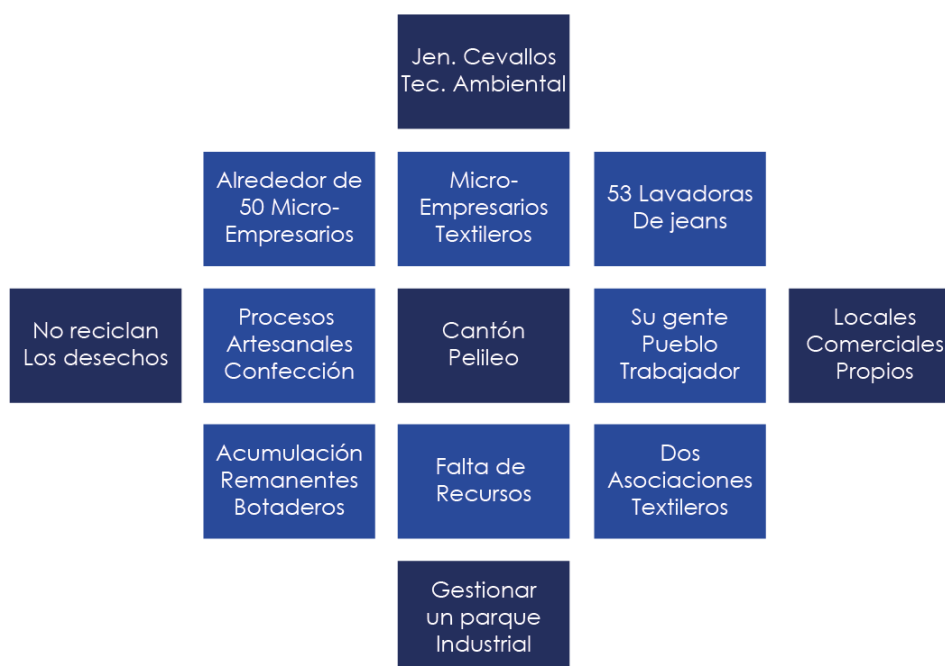 Jen. Cevallos
Tec. Ambiental
Alrededor de
50 Micro-
Empresarios
Micro-
Empresarios
Textileros
53 Lavadoras
De jeans
No reciclan
Los desechos
Procesos
Artesanales
Confección
Cantón
Pelileo
Su gente
Pueblo
Trabajador
Locales
Comerciales
Propios
Acumulación
Remanentes
Botaderos
Falta de
Recursos
Dos
Asociaciones
Textileros
Gestionar
un parque
Industrial